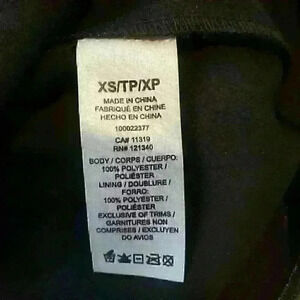 XS/TP/XP
MADE IN CHINA
FABRIQUÉ EN CHINE
HECHO EN CHINA
100022377
CA# 11319
RN# 121340
BODY / CORPS / CUERPO:
100% POLYESTER /
POLIÉSTER
LINING / DOUBLURE /
FORRO:
100% POLYESTER /
POLIÉSTER
EXCLUSIVE OF TRIMS /
GARNITURES NON
COMPRISES / EXCLUYEN
DO AVIOS